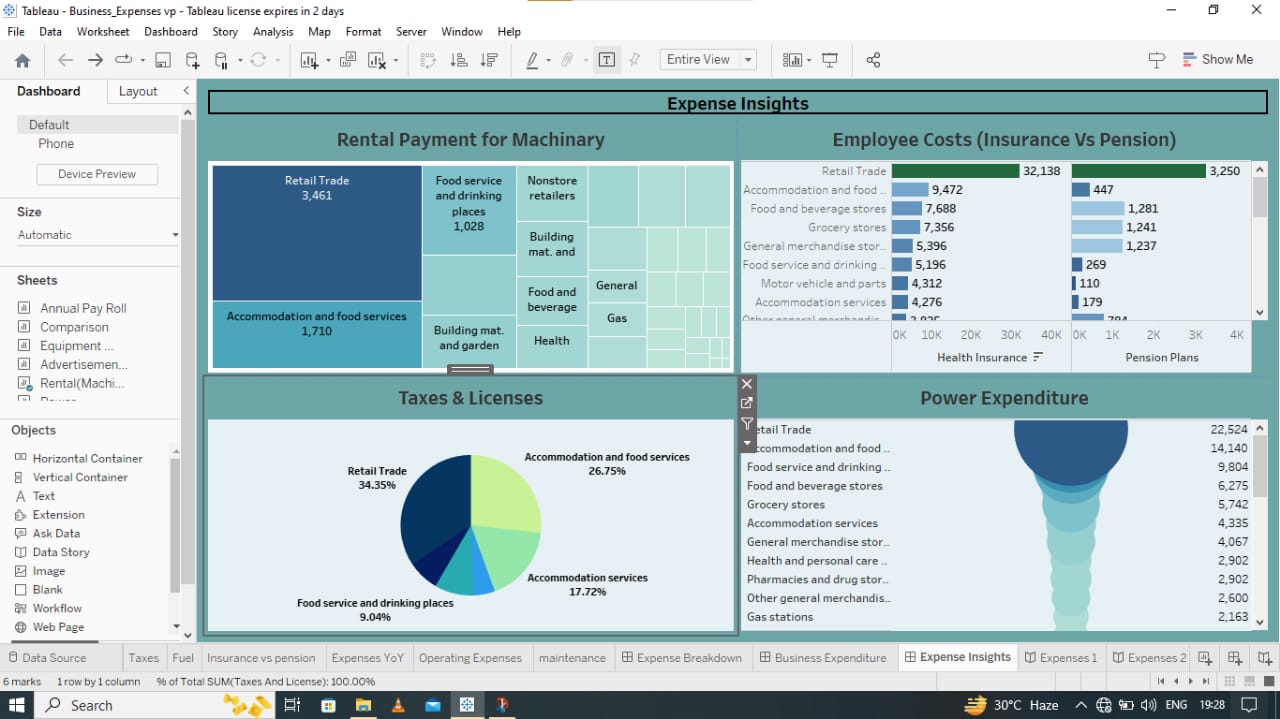 Tableau - Business_Expenses vp - Tableau license expires in 2 days
File Data Worksheet Dashboard Story Analysis Map Format Server Window Help
Entire View
Show Me
Dashboard Layout
Default
Phone
Device Preview
Size
Automatic
Sheets
Annual Pay Roll
Comparison
Equipment ...
Advertisemen...
Rental(Machi...
Objects
Horizontal Container
Vertical Container
Text
Extension
Ask Data
Data Story
Image
Blank
Workflow
Web Page
Expense Insights
Rental Payment for Machinary
Retail Trade
3,461
Accommodation and food services
1,710
Food service
and drinking
places
1,028
Building mat.
and garden
Nonstore
retailers
Building
mat. and
Food and
beverage
Health
General
Gas
Employee Costs (Insurance Vs Pension)
Retail Trade 32,138 3,250
Accommodation and food .. 9,472 447
Food and beverage stores 7,688 1,281
Grocery stores 7,356 1,241
General merchandise stor.. 5,396 1,237
Food service and drinking .. 5,196 269
Motor vehicle and parts 4,312 110
Accommodation services 4,276 179
0K 10K 20K 30K 40K 0K 1K 2K 3K 4K
Health Insurance Pension Plans
Taxes & Licenses
Retail Trade
34.35%
Accommodation and food services
26.75%
Accommodation services
17.72%
Food service and drinking places
9.04%
Power Expenditure
etail Trade 22,524
ccommodation and food .. 14,140
Food service and drinking .. 9,804
Food and beverage stores 6,275
Grocery stores 5,742
Accommodation services 4,335
General merchandise stor.. 4,067
Health and personal care .. 2,902
Pharmacies and drug stor.. 2,902
Other general merchandis.. 2,600
Gas stations 2,163
Data Source Taxes Fuel Insurance vs pension Expenses YoY Operating Expenses maintenance Expense Breakdown Business Expenditure Expense Insights Expenses 1 Expenses 2
6 marks 1 row by 1 column % of Total SUM(Taxes And License): 100.00%
Search
30°C Haze ENG 19:28